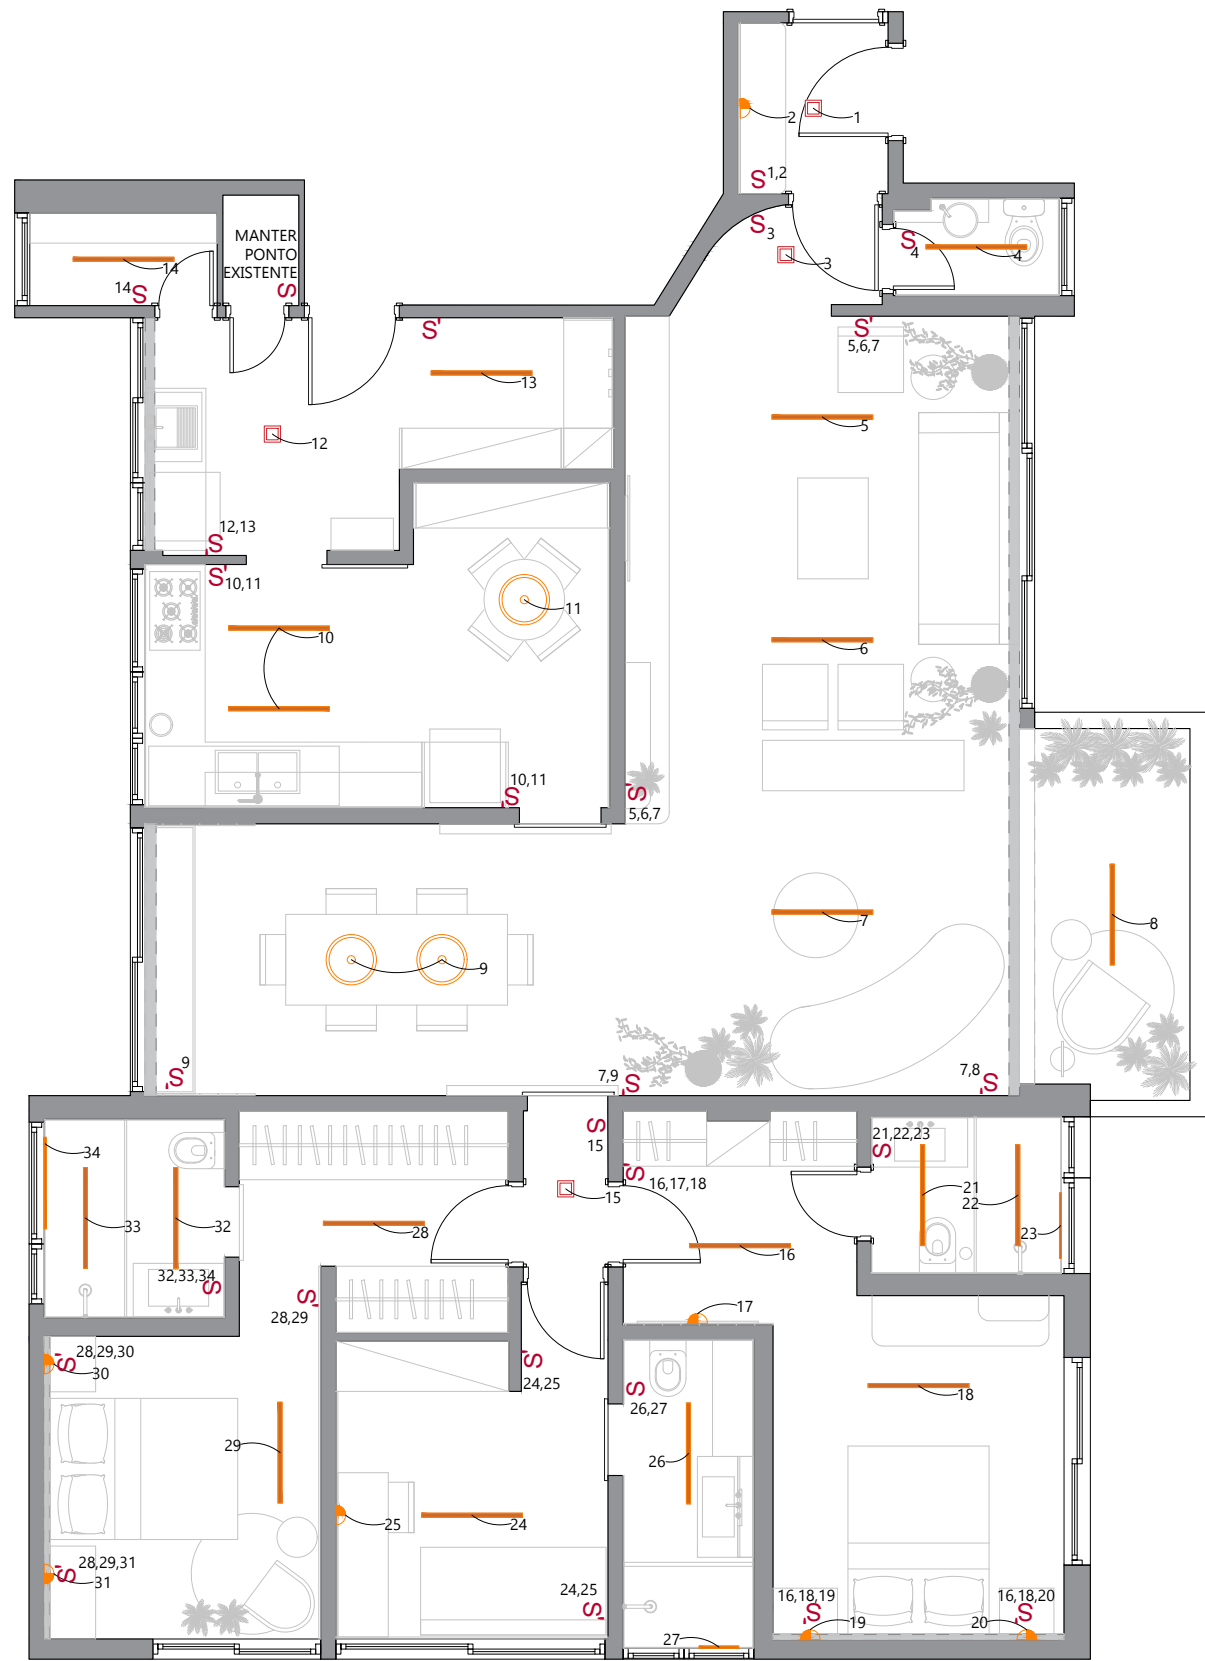 2
1
S1,2
S3
3
S4
4
MANTER
PONTO
EXISTENTE
S
14
14S
S'
13
S'
5,6,7
5
12
12,13
S
S'10,11
11
10
6
10,11
S
S
5,6,7
7
8
9
9
S
7,9
S
7,8
S
S
15
15
21,22,23
S
S
16,17,18
34
33
32
32,33,34
S
28
21
22
23
16
17
S
28,29
28,29,30
S
30
S
24,25
S
26,27
18
29
26
25
24
28,29,31
S
31
24,25
S
16,18,19
S
19
16,18,20
S
20
27